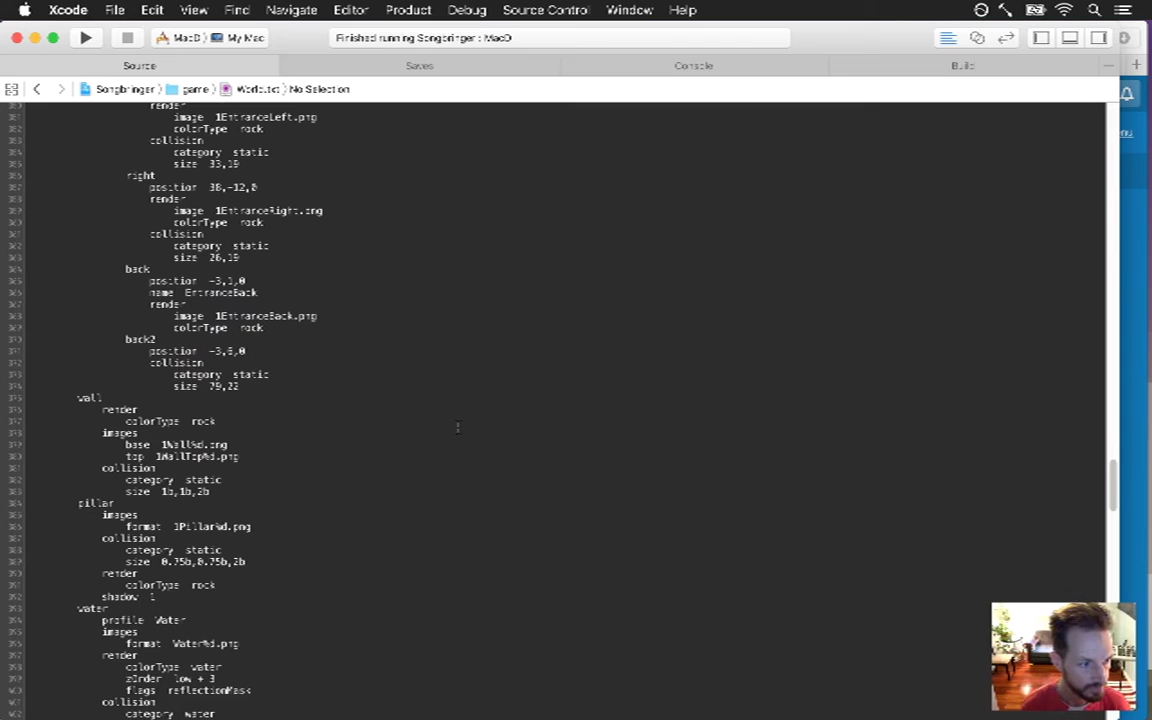 Xcode File Edit View Find Navigate Editor Product Debug Source Control Window Help
MacD My Mac Finished running Songbringer : MacD
Source Saves Console Build
Songbringer game World.txt No Selection
render
image 1EntranceLeft.png
colorType rock
collision
category static
size 33,19
right
position 38,-12,0
render
image 1EntranceRight.png
colorType rock
collision
category static
size 26,19
back
position -3,1,0
name EntranceBack
render
image 1EntranceBack.png
colorType rock
back2
position -3,6,0
collision
category static
size 79,22
wall
render
colorType rock
images
base 1Wall%d.png
top 1WallTop%d.png
collision
category static
size 1b,1b,2b
pillar
images
format 1Pillar%d.png
collision
category static
size 0.75b,0.75b,2b
render
colorType rock
shadow 1
water
profile Water
images
format Water%d.png
render
colorType water
zOrder low + 3
flags reflectionMask
collision
category water